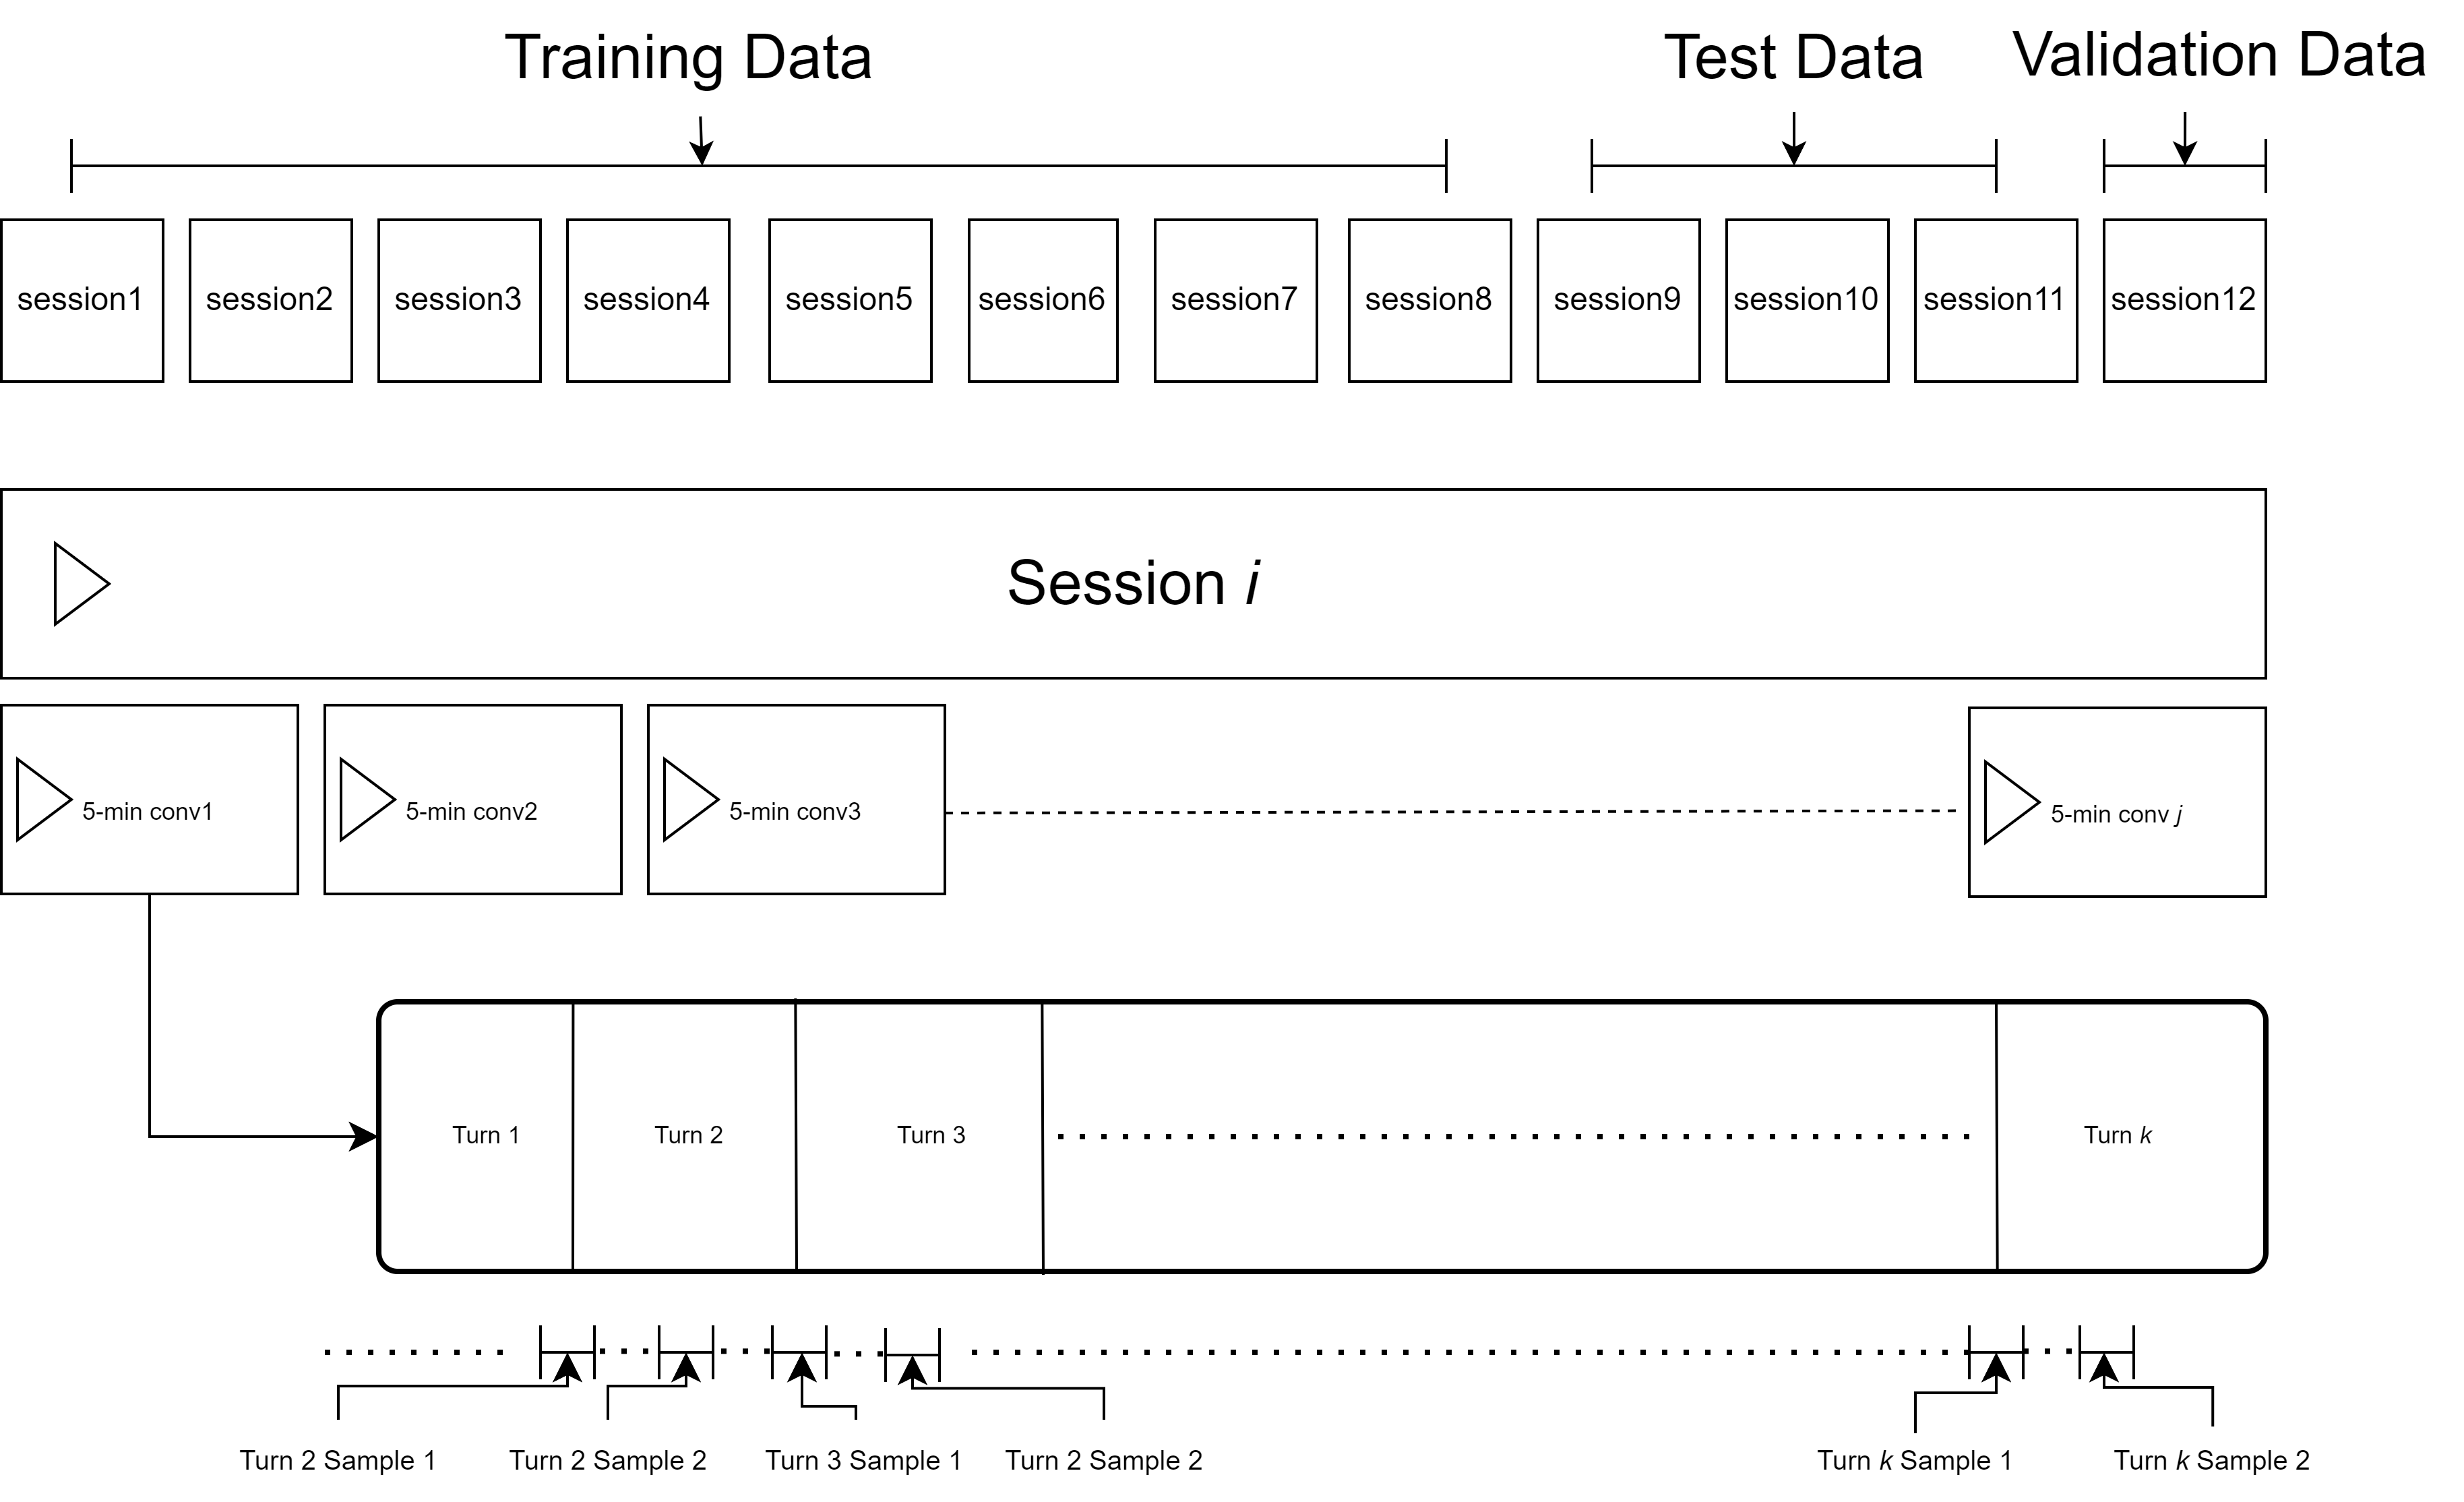 Training Data
Test Data
Validation Data
session1
session2
session3
session4
session5
session6
session7
session8
session9
session10
session11
session12
Session i
5-min conv1
5-min conv2
5-min conv3
5-min conv j
Turn 1
Turn 2
Turn 3
Turn k
Turn 2 Sample 1
Turn 2 Sample 2
Turn 3 Sample 1
Turn 2 Sample 2
Turn k Sample 1
Turn k Sample 2